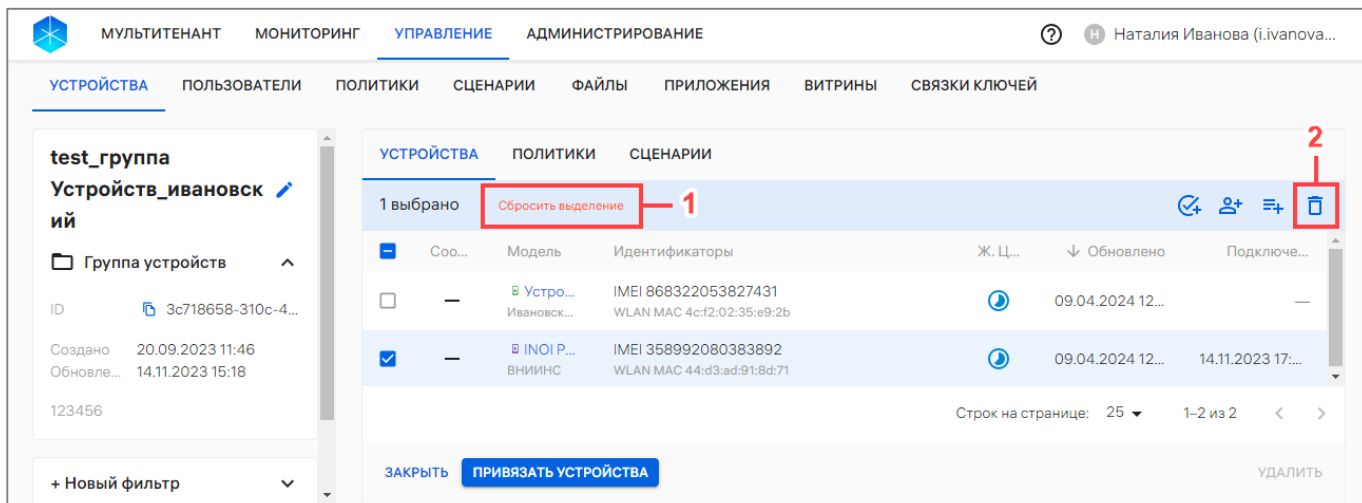 МУЛЬТИТЕНАНТ МОНИТОРИНГ УПРАВЛЕНИЕ АДМИНИСТРИРОВАНИЕ ? Н Наталия Иванова (i.ivanova...
УСТРОЙСТВА ПОЛЬЗОВАТЕЛИ ПОЛИТИКИ СЦЕНАРИИ ФАЙЛЫ ПРИЛОЖЕНИЯ ВИТРИНЫ СВЯЗКИ КЛЮЧЕЙ
test_группа
Устройств_ивановск
ий
Группа устройств
ID 3c718658-310c-4...
Создано 20.09.2023 11:46
Обновле... 14.11.2023 15:18
123456
+ Новый фильтр
УСТРОЙСТВА ПОЛИТИКИ СЦЕНАРИИ
2
1 выбрано Сбросить выделение 1
Соо... Модель Идентификаторы Ж. Ц... Обновлено Подключе...
— Устро... IMEI 868322053827431 09.04.2024 12... —
Ивановск... WLAN MAC 4c:f2:02:35:e9:2b
— INOI P... IMEI 358992080383892 09.04.2024 12... 14.11.2023 17:...
ВНИИНС WLAN MAC 44:d3:ad:91:8d:71
Строк на странице: 25 1–2 из 2
ЗАКРЫТЬ ПРИВЯЗАТЬ УСТРОЙСТВА УДАЛИТЬ